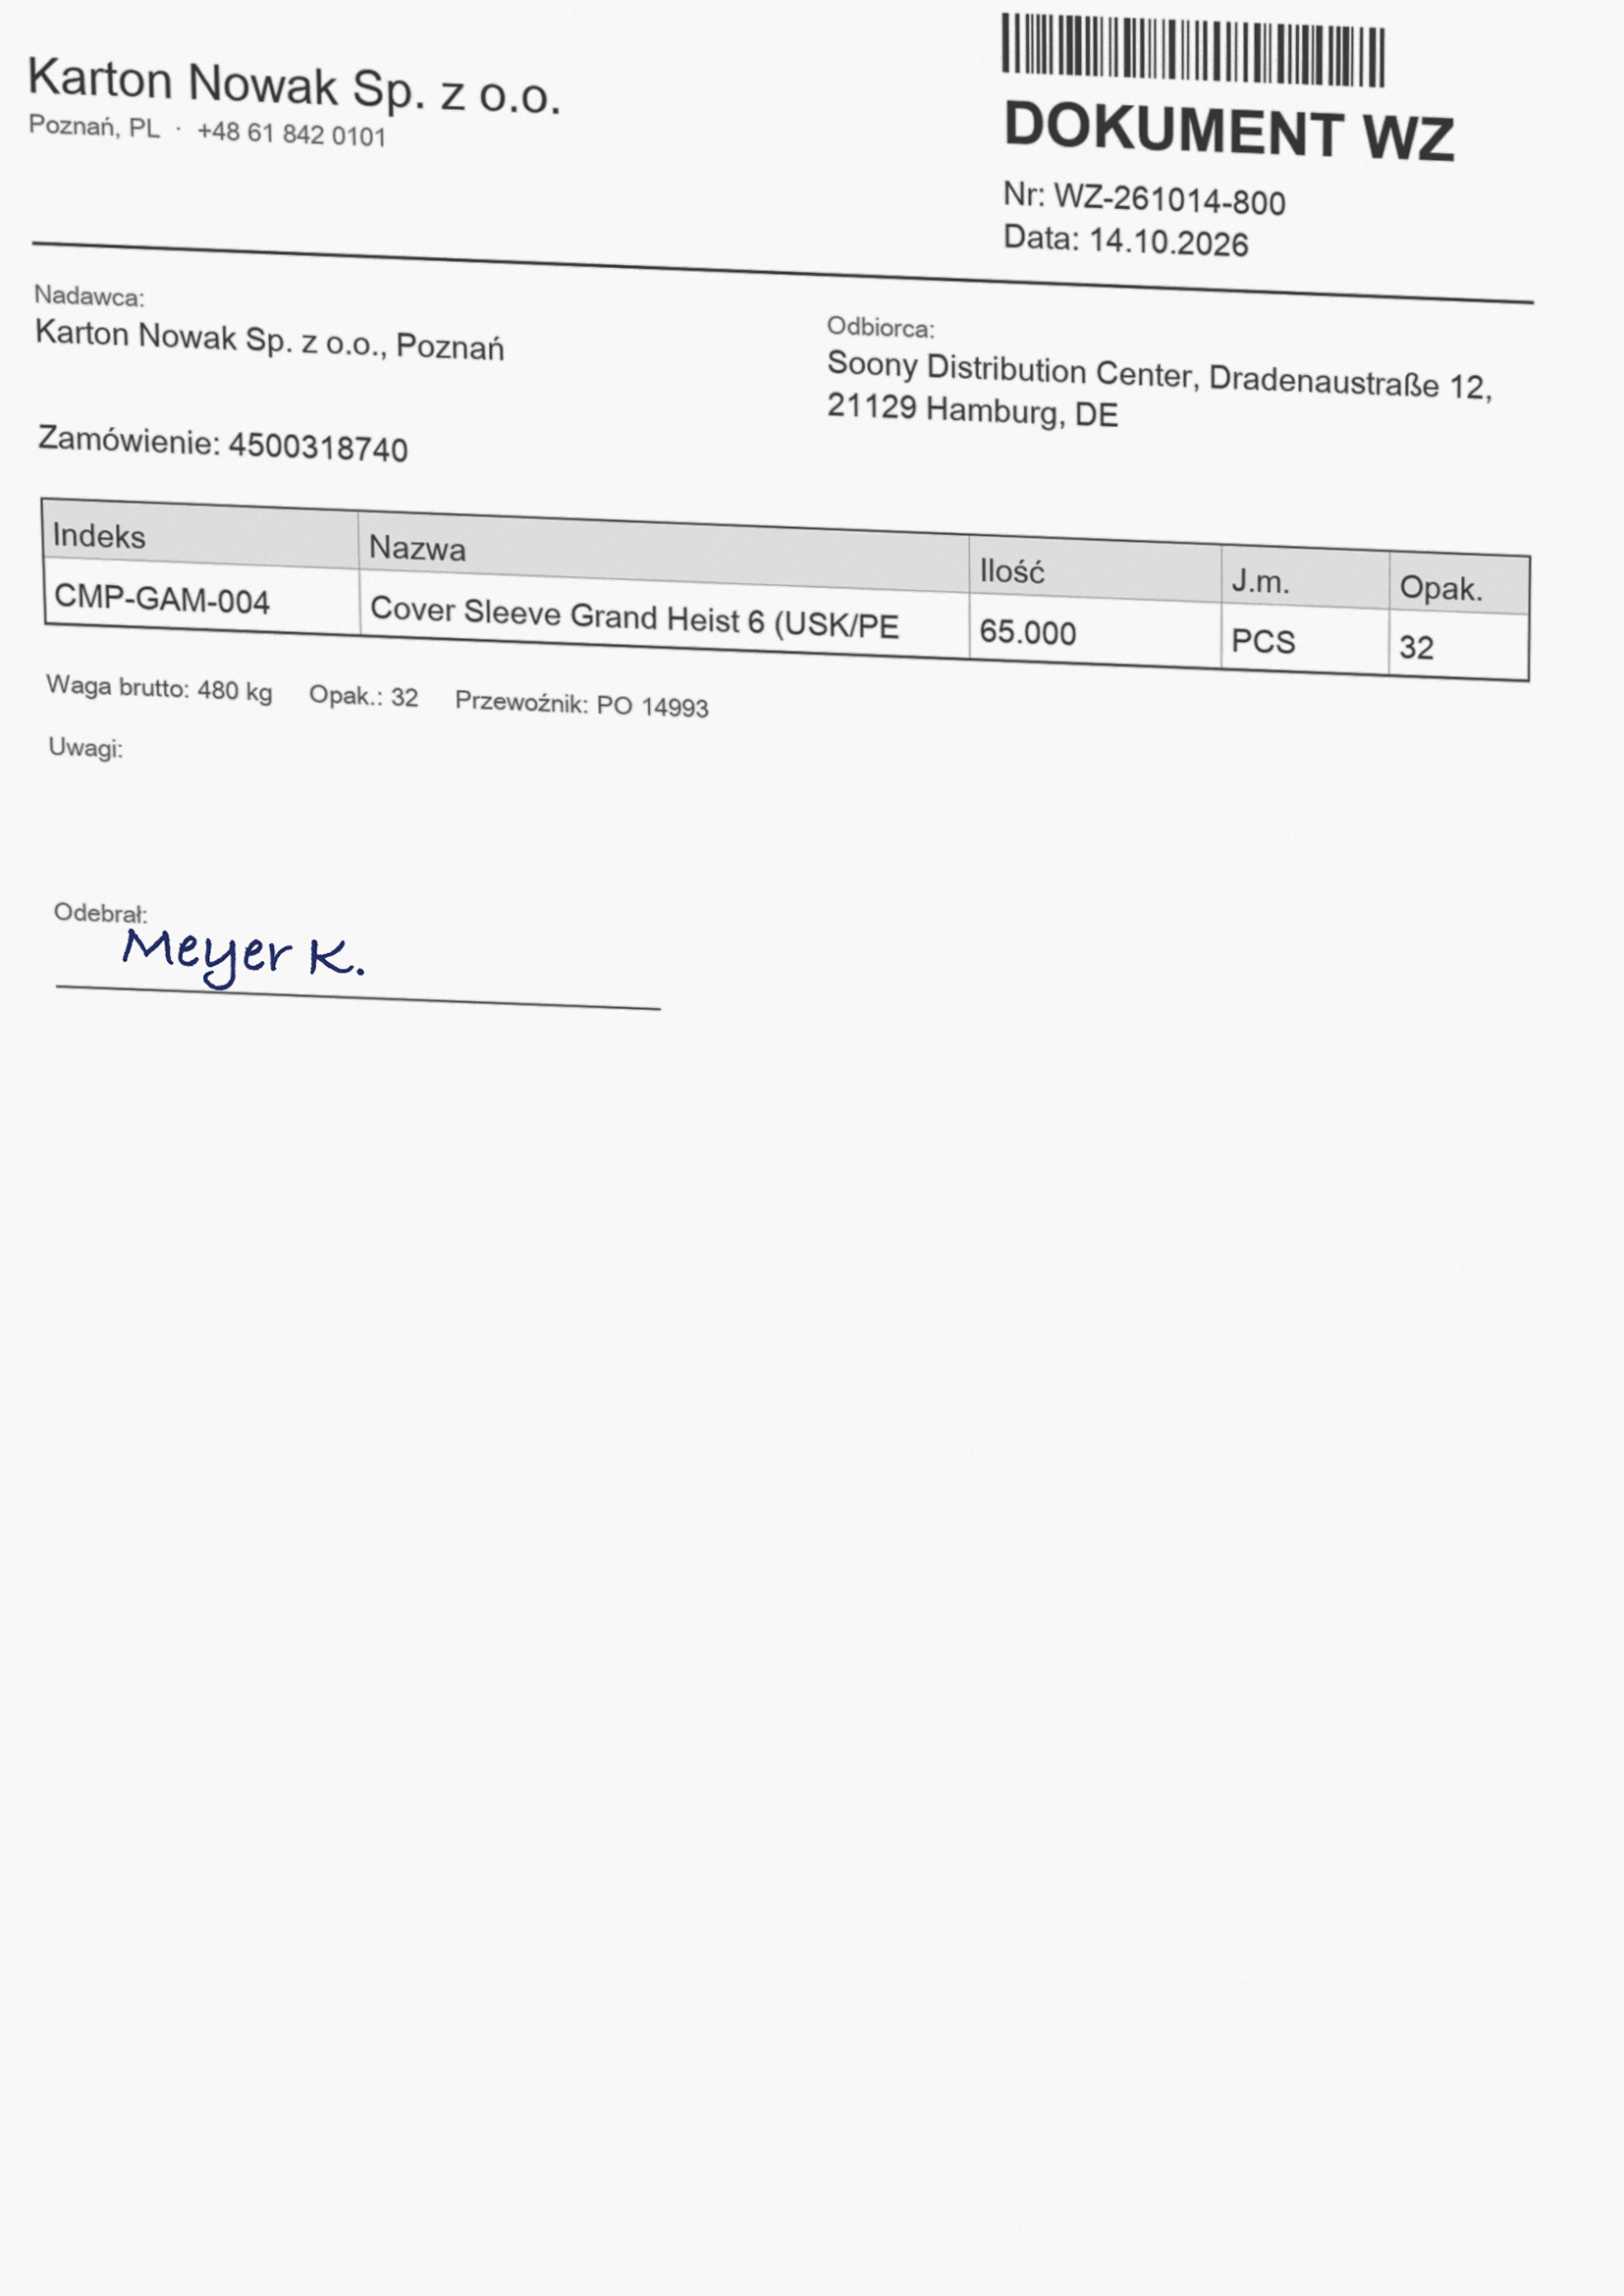 Karton Nowak Sp. z o.o.
Poznań, PL · +48 61 842 0101
DOKUMENT WZ
Nr: WZ-261014-800
Data: 14.10.2026
Nadawca:
Karton Nowak Sp. z o.o., Poznań
Odbiorca:
Soony Distribution Center, Dradenaustraße 12,
21129 Hamburg, DE
Zamówienie: 4500318740
Indeks Nazwa Ilość J.m. Opak.
CMP-GAM-004 Cover Sleeve Grand Heist 6 (USK/PE 65.000 PCS 32
Waga brutto: 480 kg Opak.: 32 Przewoźnik: PO 14993
Uwagi:
Odebrał:
Meyer K.